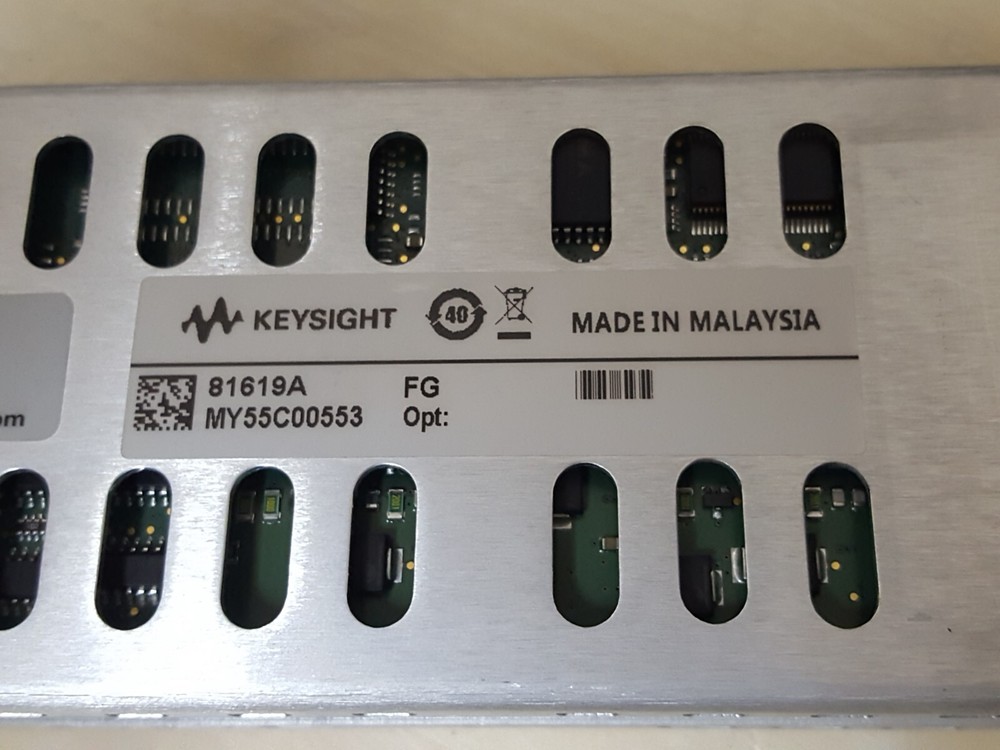 KEYSIGHT
40
MADE IN MALAYSIA
81619A FG
MY55C00553 Opt:
om